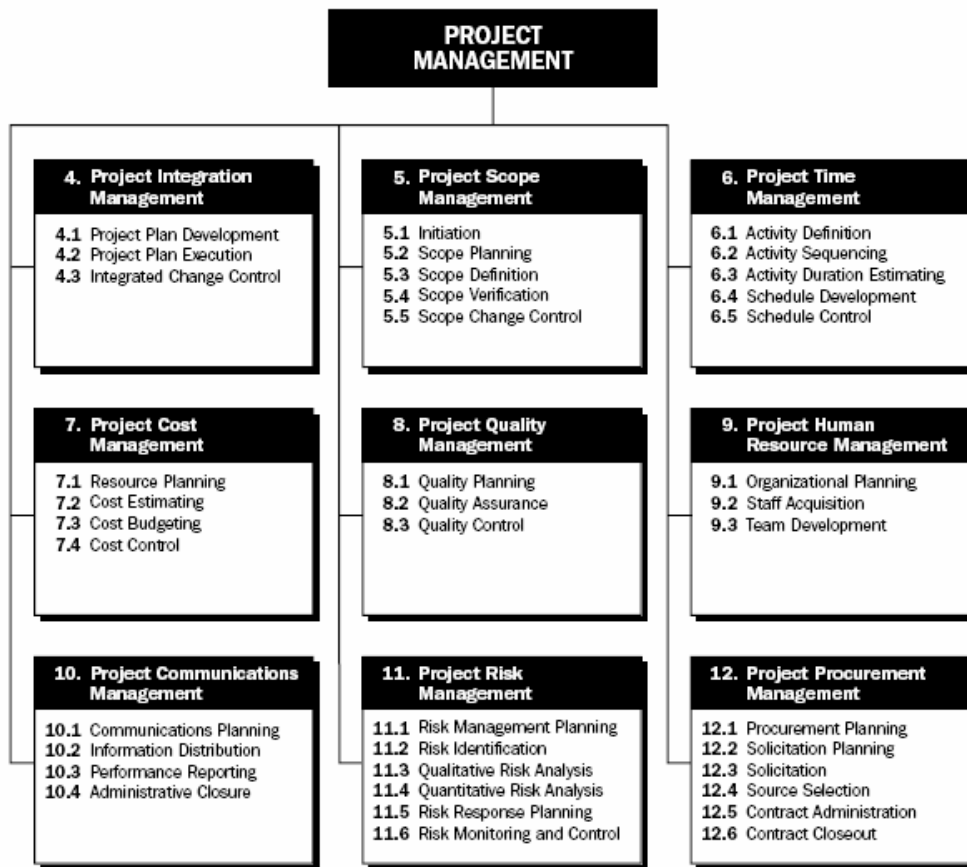 PROJECT
MANAGEMENT
4. Project Integration
Management
4.1 Project Plan Development
4.2 Project Plan Execution
4.3 Integrated Change Control
5. Project Scope
Management
5.1 Initiation
5.2 Scope Planning
5.3 Scope Definition
5.4 Scope Verification
5.5 Scope Change Control
6. Project Time
Management
6.1 Activity Definition
6.2 Activity Sequencing
6.3 Activity Duration Estimating
6.4 Schedule Development
6.5 Schedule Control
7. Project Cost
Management
7.1 Resource Planning
7.2 Cost Estimating
7.3 Cost Budgeting
7.4 Cost Control
8. Project Quality
Management
8.1 Quality Planning
8.2 Quality Assurance
8.3 Quality Control
9. Project Human
Resource Management
9.1 Organizational Planning
9.2 Staff Acquisition
9.3 Team Development
10. Project Communications
Management
10.1 Communications Planning
10.2 Information Distribution
10.3 Performance Reporting
10.4 Administrative Closure
11. Project Risk
Management
11.1 Risk Management Planning
11.2 Risk Identification
11.3 Qualitative Risk Analysis
11.4 Quantitative Risk Analysis
11.5 Risk Response Planning
11.6 Risk Monitoring and Control
12. Project Procurement
Management
12.1 Procurement Planning
12.2 Solicitation Planning
12.3 Solicitation
12.4 Source Selection
12.5 Contract Administration
12.6 Contract Closeout